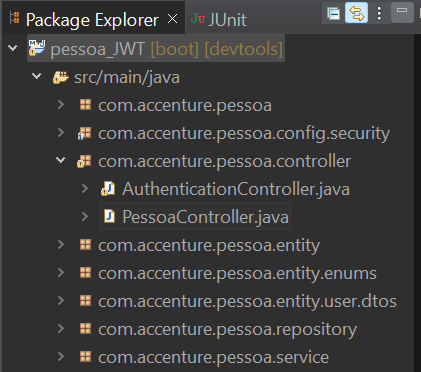 Package Explorer JUnit
pessoa_JWT [boot] [devtools]
src/main/java
com.accenture.pessoa
com.accenture.pessoa.config.security
com.accenture.pessoa.controller
AuthenticationController.java
PessoaController.java
com.accenture.pessoa.entity
com.accenture.pessoa.entity.enums
com.accenture.pessoa.entity.user.dtos
com.accenture.pessoa.repository
com.accenture.pessoa.service